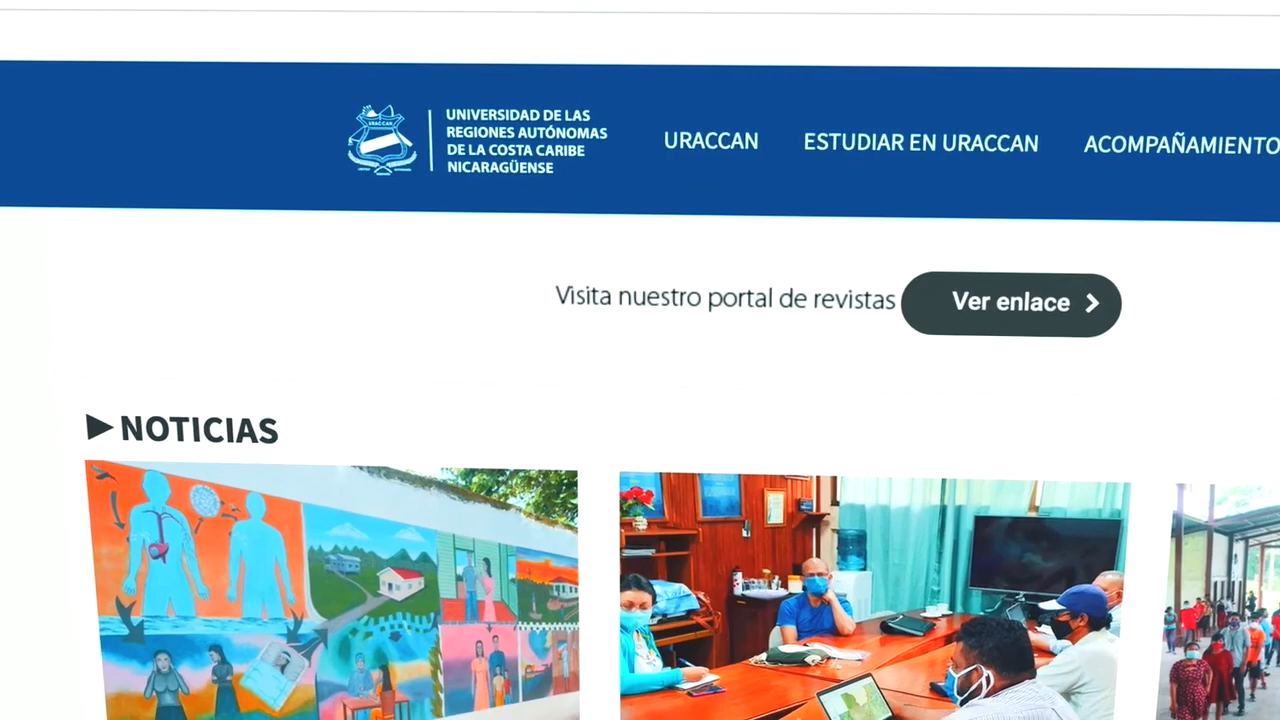 URACCAN
UNIVERSIDAD DE LAS
REGIONES AUTÓNOMAS
DE LA COSTA CARIBE
NICARAGÜENSE
URACCAN
ESTUDIAR EN URACCAN
ACOMPAÑAMIENTO
Visita nuestro portal de revistas
Ver enlace
NOTICIAS